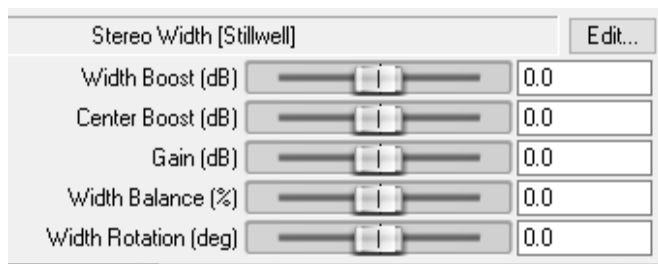 Stereo Width [Stillwell] Edit...
Width Boost (dB) 0.0
Center Boost (dB) 0.0
Gain (dB) 0.0
Width Balance (%) 0.0
Width Rotation (deg) 0.0